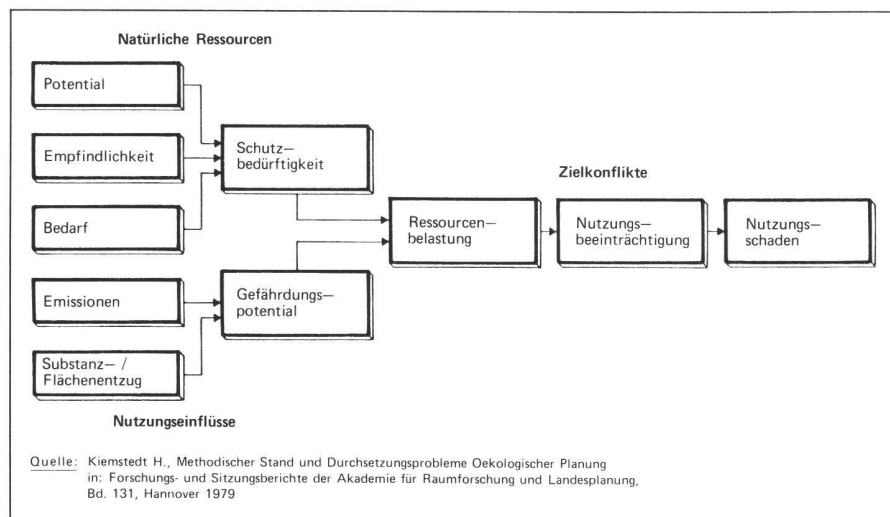 Natürliche Ressourcen
Potential
Empfindlichkeit
Bedarf
Schutz–
bedürftigkeit
Zielkonflikte
Ressourcen–
belastung
Nutzungs–
beeinträchtigung
Nutzungs–
schaden
Emissionen
Substanz– /
Flächenentzug
Gefährdungs–
potential
Nutzungseinflüsse
Quelle: Kiemstedt H., Methodischer Stand und Durchsetzungsprobleme Oekologischer Planung
in: Forschungs- und Sitzungsberichte der Akademie für Raumforschung und Landesplanung,
Bd. 131, Hannover 1979